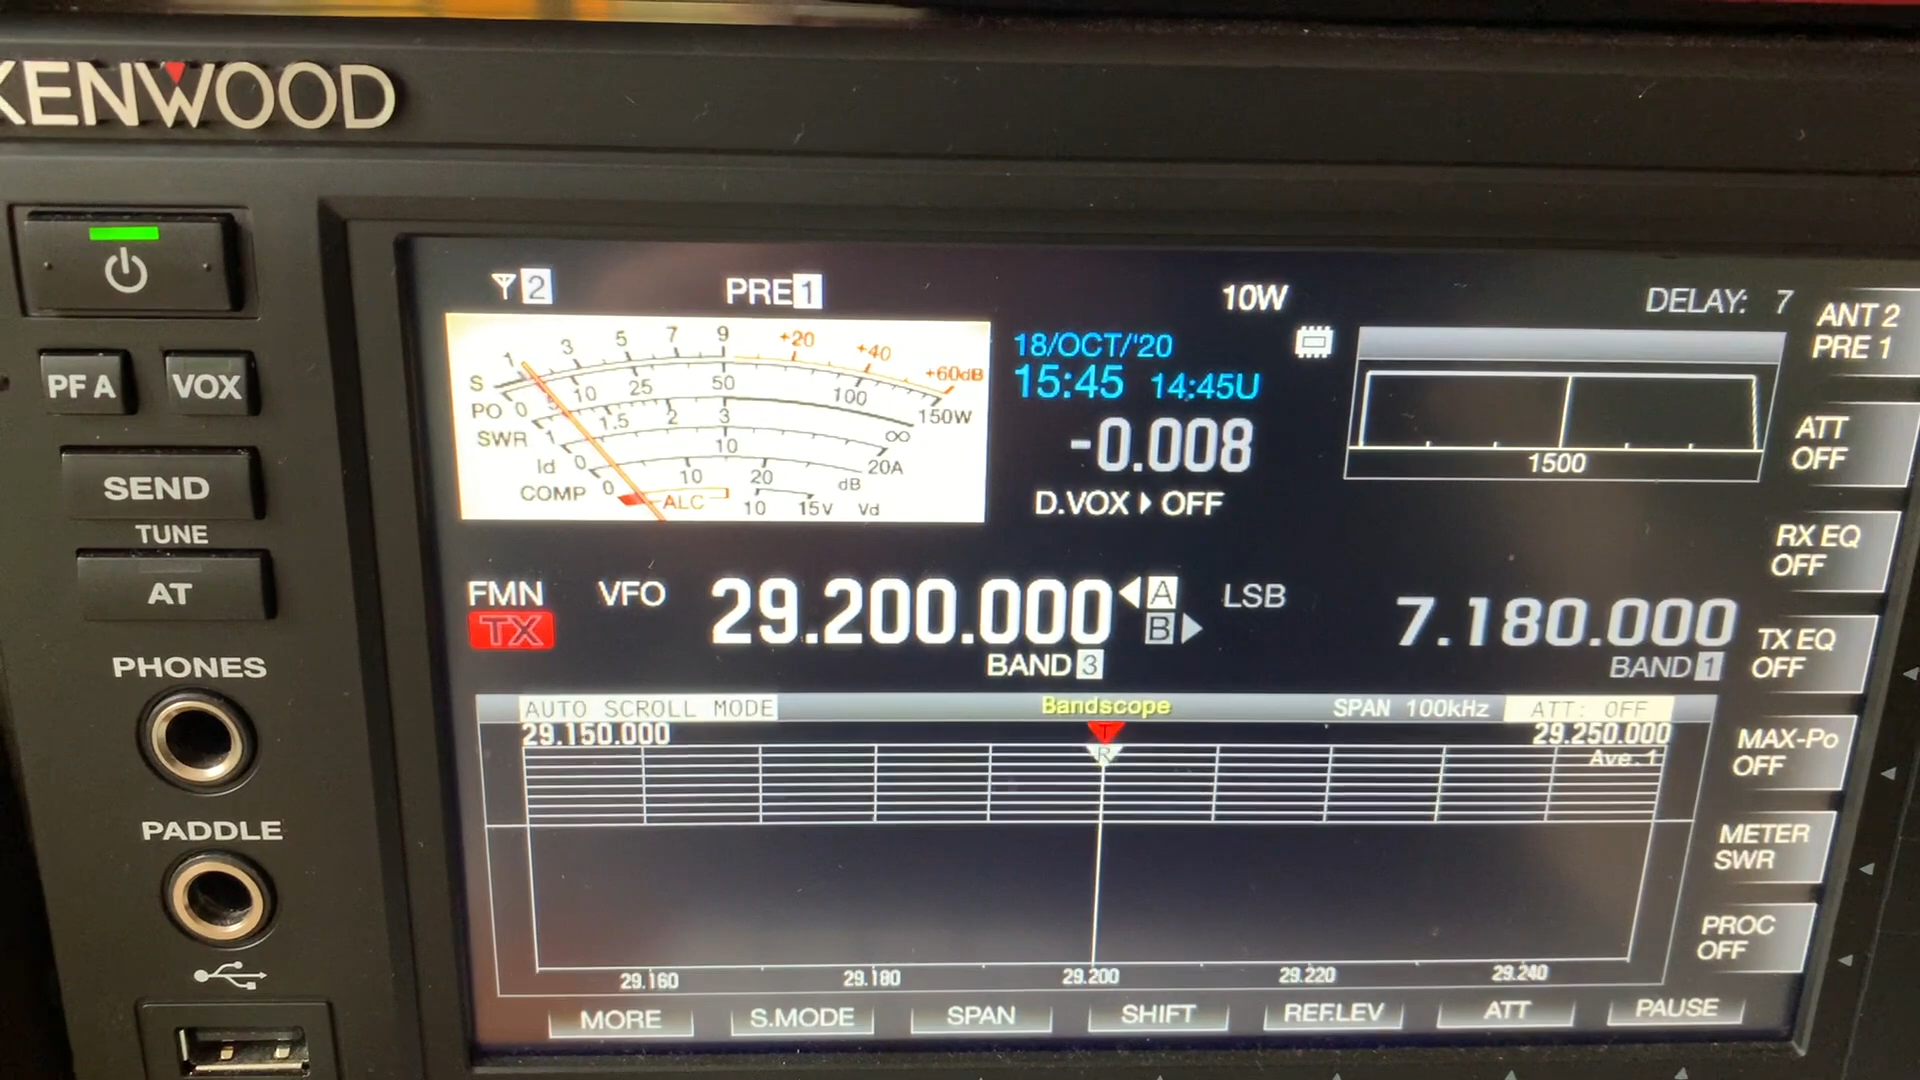 KENWOOD
2 PRE 1 10W DELAY: 7
ANT 2
PRE 1
1 3 5 7 9 +20 +40 +60dB
S
PO 0 5 10 25 50 100 150W
SWR 1 1.5 2 3 ∞
Id 0 10 20A
COMP 0 10 20 dB
ALC 10 15V Vd
18/OCT/'20
15:45 14:45U
-0.008
D.VOX OFF
1500
PF A VOX
ATT
OFF
SEND
TUNE
AT
RX EQ
OFF
FMN VFO 29.200.000 A LSB 7.180.000
TX B
BAND 3 BAND 1
TX EQ
OFF
PHONES
AUTO SCROLL MODE Bandscope SPAN 100kHz ATT: OFF
29.150.000 T 29.250.000
R Ave.1
MAX-Po
OFF
PADDLE
METER
SWR
PROC
OFF
29.160 29.180 29.200 29.220 29.240
MORE S.MODE SPAN SHIFT REF.LEV ATT PAUSE